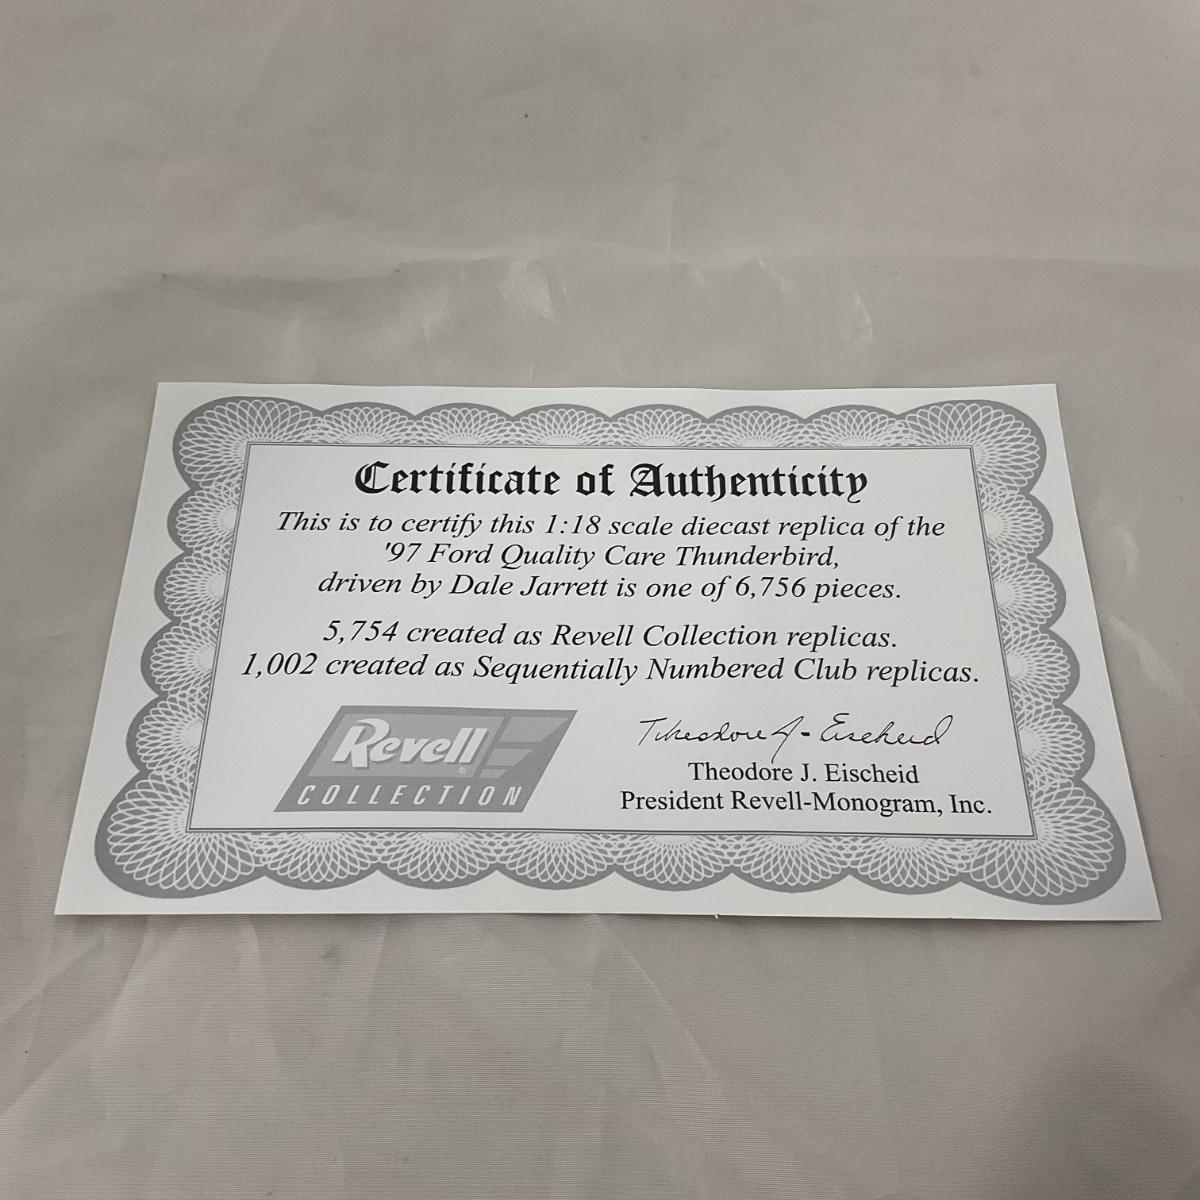 Certificate of Authenticity
This is to certify this 1:18 scale diecast replica of the
'97 Ford Quality Care Thunderbird,
driven by Dale Jarrett is one of 6,756 pieces.
5,754 created as Revell Collection replicas.
1,002 created as Sequentially Numbered Club replicas.
Revell®
COLLECTION
Theodore J. Eischeid
Theodore J. Eischeid
President Revell-Monogram, Inc.